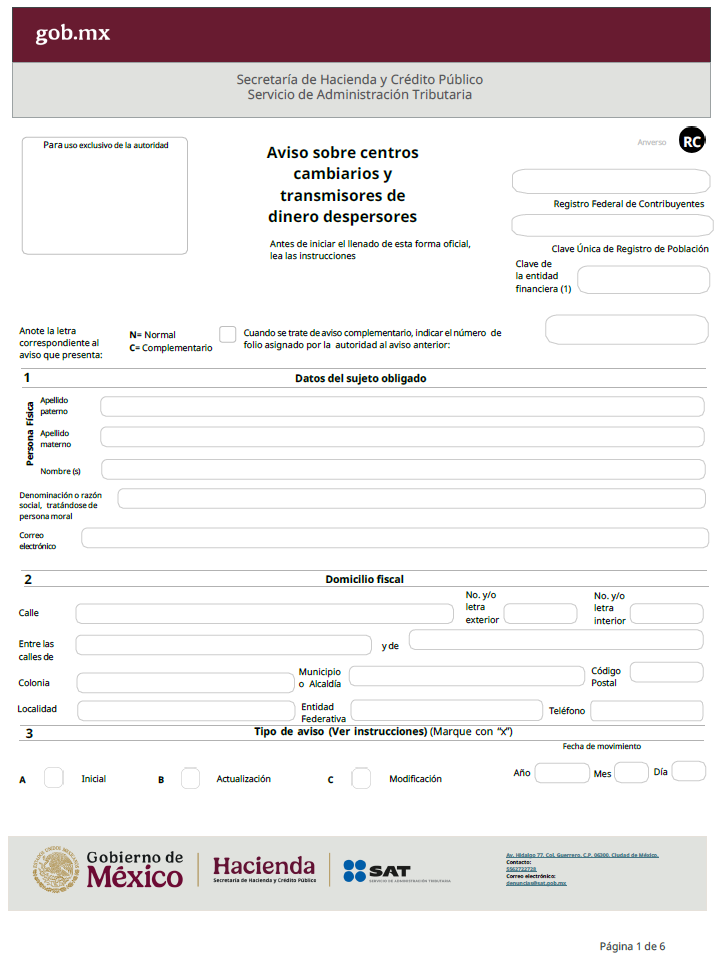 gob.mx
Secretaría de Hacienda y Crédito Público
Servicio de Administración Tributaria
Para uso exclusivo de la autoridad
Aviso sobre centros
cambiarios y
transmisores de
dinero despersores
Antes de iniciar el llenado de esta forma oficial,
lea las instrucciones
Anverso
RC
Registro Federal de Contribuyentes
Clave Única de Registro de Población
Clave de
la entidad
financiera (1)
Anote la letra
correspondiente al
aviso que presenta:
N= Normal
C= Complementario
Cuando se trate de aviso complementario, indicar el número de
folio asignado por la autoridad al aviso anterior:
1 Datos del sujeto obligado
Persona Física
Apellido
paterno
Apellido
materno
Nombre (s)
Denominación o razón
social, tratándose de
persona moral
Correo
electrónico
2 Domicilio fiscal
Calle
No. y/o
letra
exterior
No. y/o
letra
interior
Entre las
calles de
y de
Colonia
Municipio
o Alcaldía
Código
Postal
Localidad
Entidad
Federativa
Teléfono
3 Tipo de aviso (Ver instrucciones) (Marque con “x”)
Fecha de movimiento
A Inicial B Actualización C Modificación Año Mes Día
Gobierno de
México
Hacienda
Secretaría de Hacienda y Crédito Público
SAT
SERVICIO DE ADMINISTRACIÓN TRIBUTARIA
Av. Hidalgo 77, Col. Guerrero, C.P. 06300, Ciudad de México.
Contacto:
5562722728
Correo electrónico:
denuncias@sat.gob.mx
Página 1 de 6